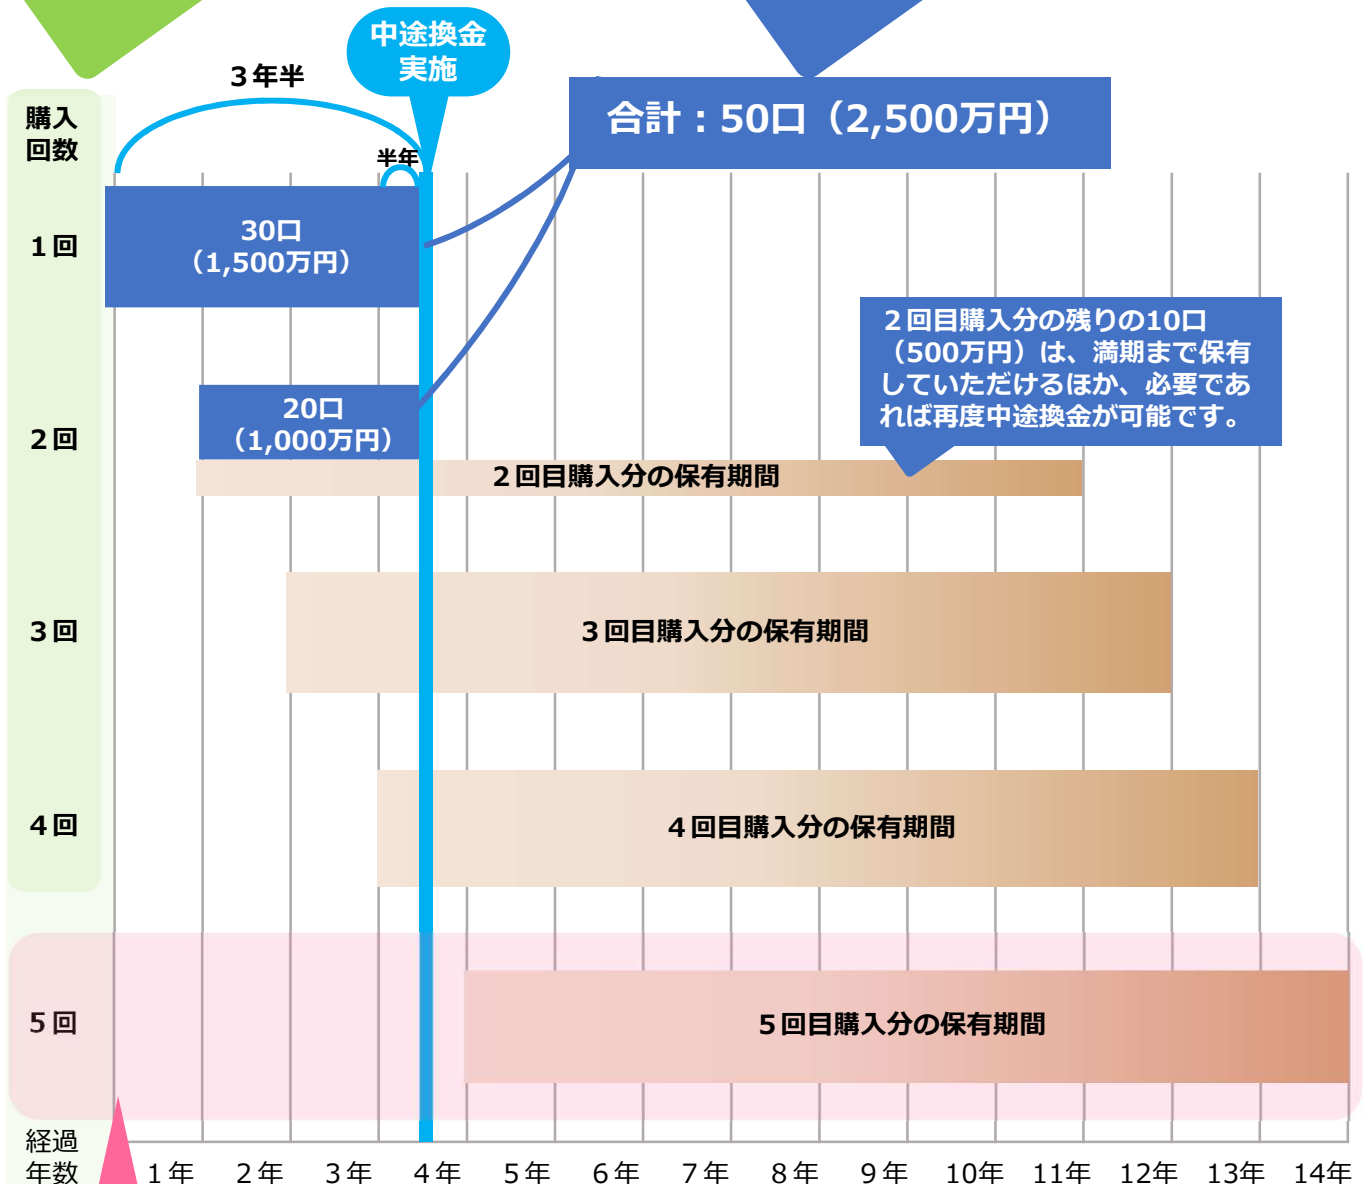 中途換金
実施
３年半
合計：50口（2,500万円）
購入
回数
半年
１回
30口
（1,500万円）
２回目購入分の残りの10口
（500万円）は、満期まで保有
していただけるほか、必要であ
れば再度中途換金が可能です。
２回
20口
（1,000万円）
２回目購入分の保有期間
３回
３回目購入分の保有期間
４回
４回目購入分の保有期間
５回
５回目購入分の保有期間
経過
年数
１年 ２年 ３年 ４年 ５年 ６年 ７年 ８年 ９年 10年 11年 12年 13年 14年